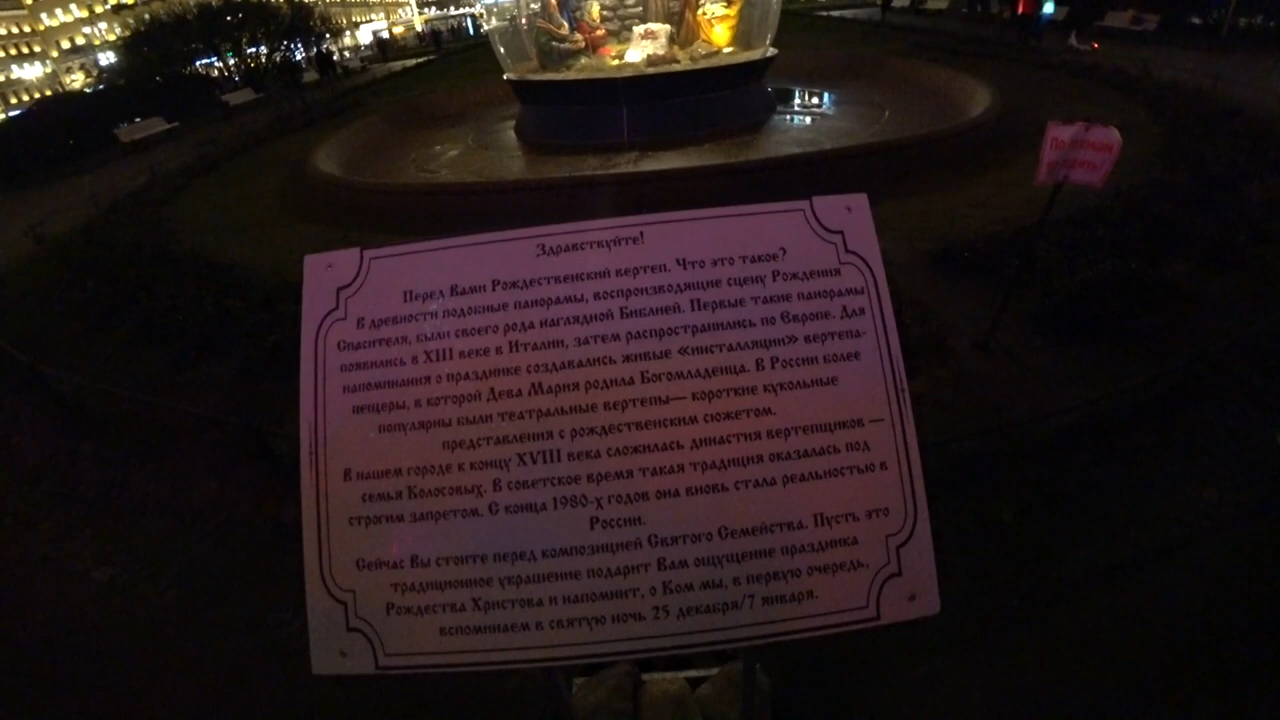 Здравствуйте!
Перед Вами Рождественский вертеп. Что это такое?
В древности подобные панорамы, воспроизводящие сцену Рождения
Спасителя, были своего рода наглядной Библией. Первые такие панорамы
появились в XIII веке в Италии, затем распространились по Европе. Для
напоминания о празднике создавались живые «инсталляции» вертепа-
пещеры, в которой Дева Мария родила Богомладенца. В России более
популярны были театральные вертепы— короткие кукольные
представления с рождественским сюжетом.
В нашем городе к концу XVIII века сложилась династия вертепщиков —
семья Колосовых. В советское время такая традиция оказалась под
строгим запретом. С конца 1980-х годов она вновь стала реальностью в
России.
Сейчас Вы стоите перед композицией Святого Семейства. Пусть это
традиционное украшение подарит Вам ощущение праздника
Рождества Христова и напомнит, о Ком мы, в первую очередь,
вспоминаем в святую ночь 25 декабря/7 января.
По